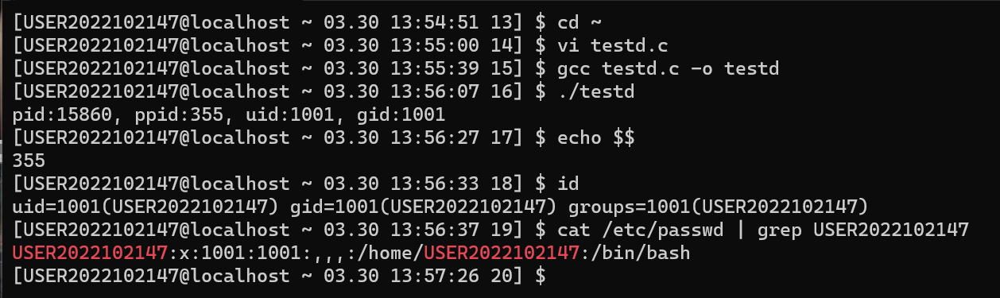 [USER2022102147@localhost ~ 03.30 13:54:51 13] $ cd ~
[USER2022102147@localhost ~ 03.30 13:55:00 14] $ vi testd.c
[USER2022102147@localhost ~ 03.30 13:55:39 15] $ gcc testd.c -o testd
[USER2022102147@localhost ~ 03.30 13:56:07 16] $ ./testd
pid:15860, ppid:355, uid:1001, gid:1001
[USER2022102147@localhost ~ 03.30 13:56:27 17] $ echo $$
355
[USER2022102147@localhost ~ 03.30 13:56:33 18] $ id
uid=1001(USER2022102147) gid=1001(USER2022102147) groups=1001(USER2022102147)
[USER2022102147@localhost ~ 03.30 13:56:37 19] $ cat /etc/passwd | grep USER2022102147
USER2022102147:x:1001:1001:,,,:/home/USER2022102147:/bin/bash
[USER2022102147@localhost ~ 03.30 13:57:26 20] $